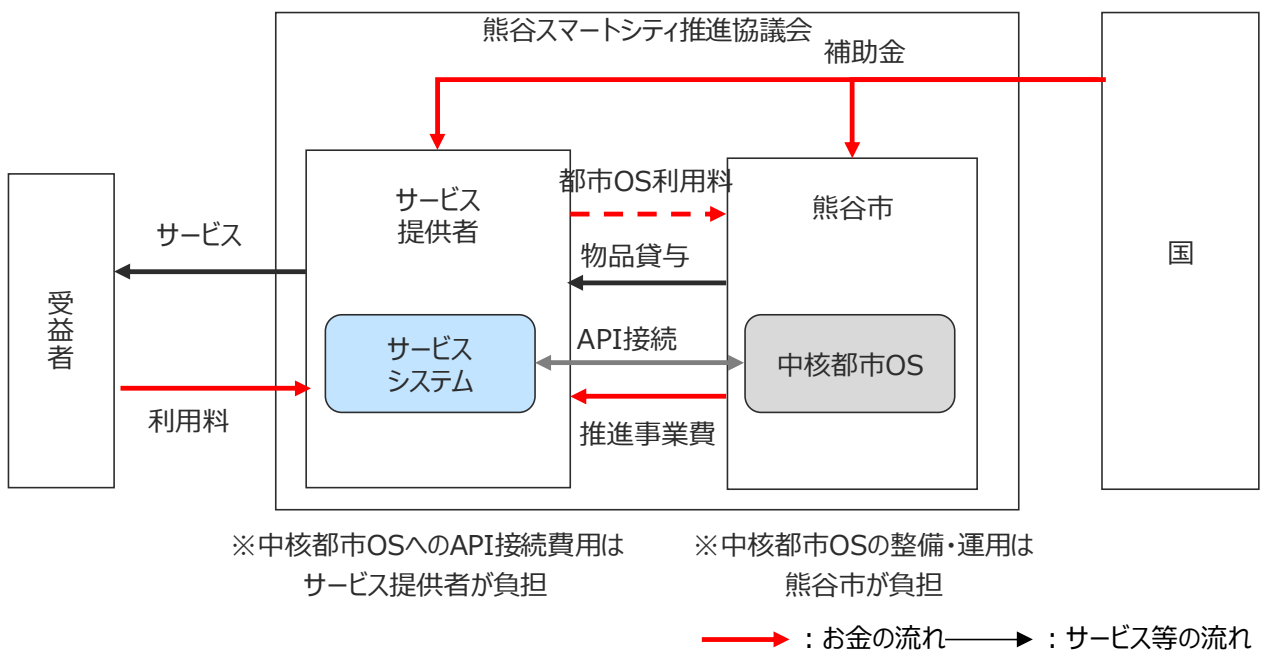 熊谷スマートシティ推進協議会
補助金
サービス
提供者
都市OS利用料
熊谷市
国
サービス
物品貸与
受益者
サービス
システム
API接続
中核都市OS
利用料
推進事業費
※中核都市OSへのAPI接続費用は
サービス提供者が負担
※中核都市OSの整備・運用は
熊谷市が負担
：お金の流れ
：サービス等の流れ